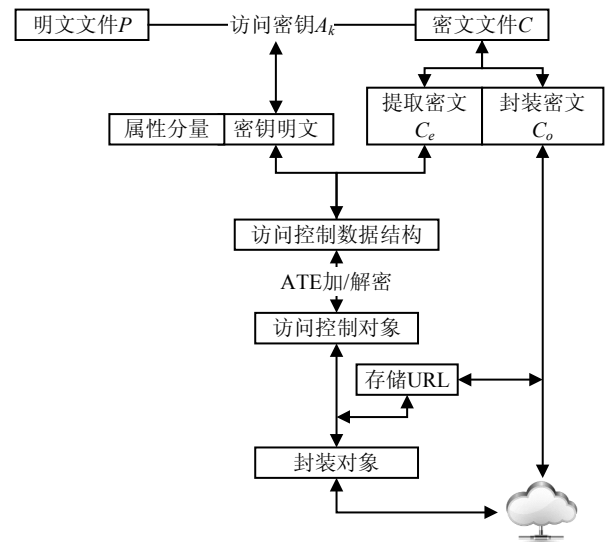 明文文件P
访问密钥Ak
密文文件C
提取密文
Ce
封装密文
Co
属性分量
密钥明文
访问控制数据结构
ATE加/解密
访问控制对象
存储URL
封装对象